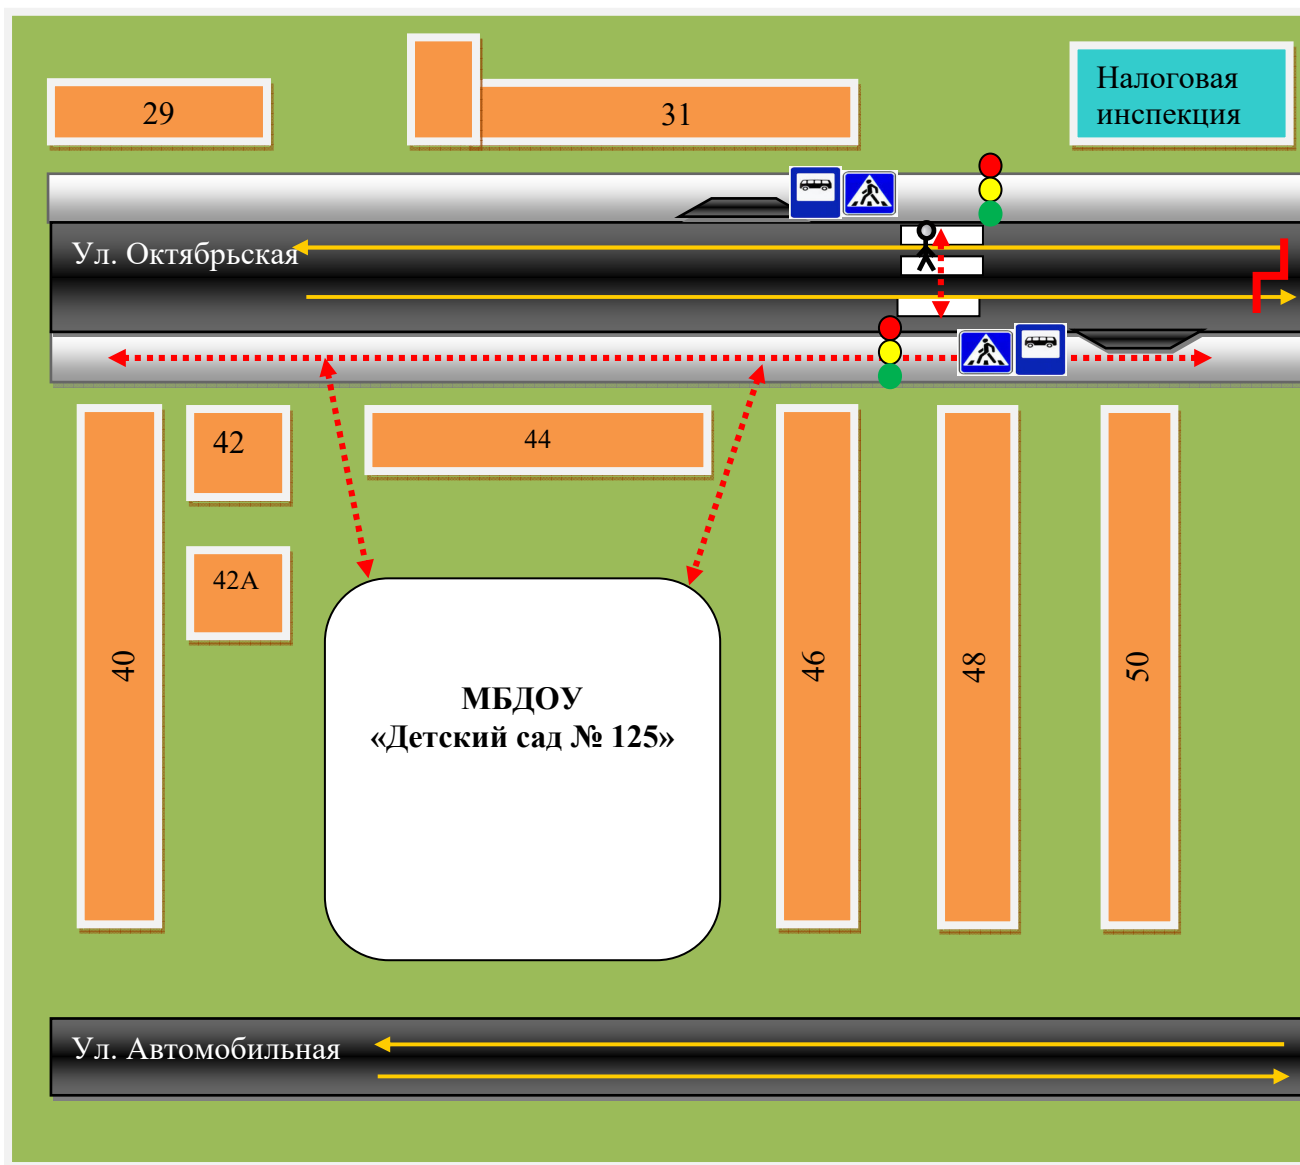 29
31
Налоговая
инспекция
Ул. Октябрьская
42
44
42А
40
46
48
50
МБДОУ
«Детский сад № 125»
Ул. Автомобильная